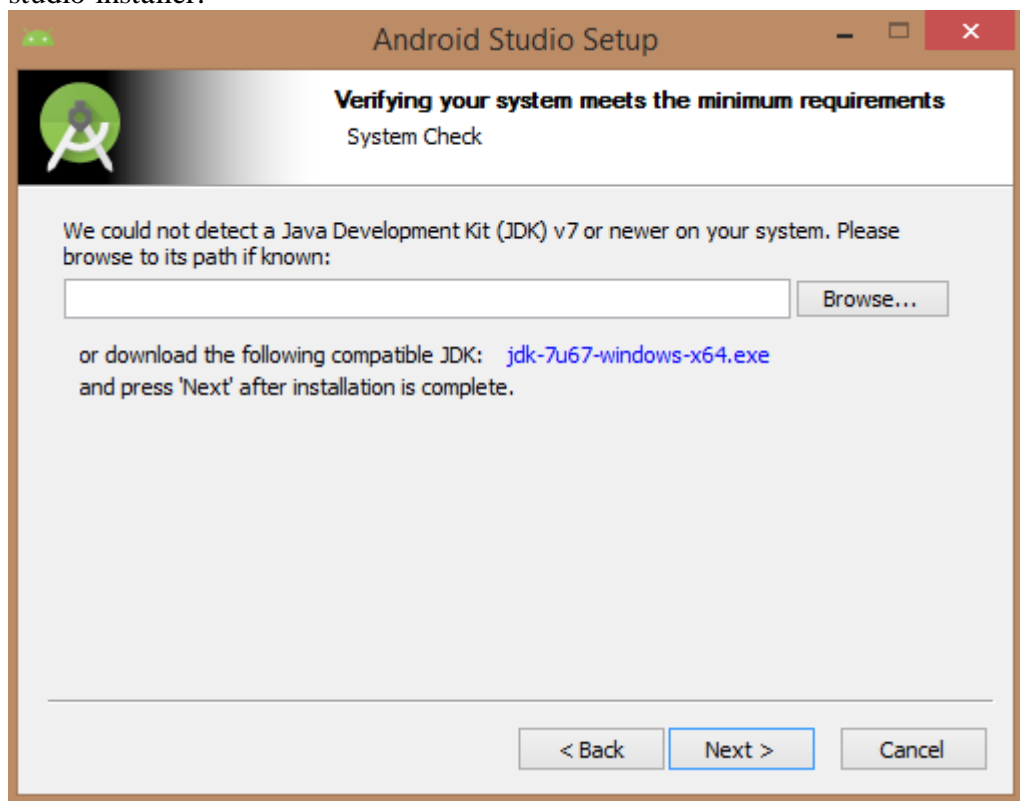 studio installer.
Android Studio Setup
Verifying your system meets the minimum requirements
System Check
We could not detect a Java Development Kit (JDK) v7 or newer on your system. Please
browse to its path if known:
Browse...
or download the following compatible JDK: jdk-7u67-windows-x64.exe
and press 'Next' after installation is complete.
< Back
Next >
Cancel